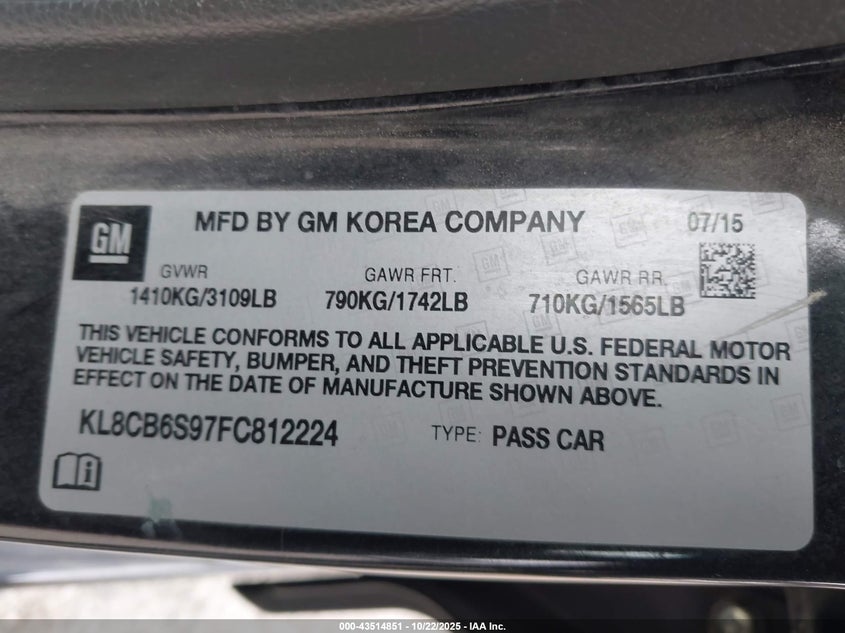 GM
MFD BY GM KOREA COMPANY 07/15
GVWR GAWR FRT. GAWR RR.
1410KG/3109LB 790KG/1742LB 710KG/1565LB
THIS VEHICLE CONFORMS TO ALL APPLICABLE U.S. FEDERAL MOTOR
VEHICLE SAFETY, BUMPER, AND THEFT PREVENTION STANDARDS IN
EFFECT ON THE DATE OF MANUFACTURE SHOWN ABOVE.
KL8CB6S97FC812224 TYPE: PASS CAR
000-43514851 - 10/22/2025 - IAA Inc.